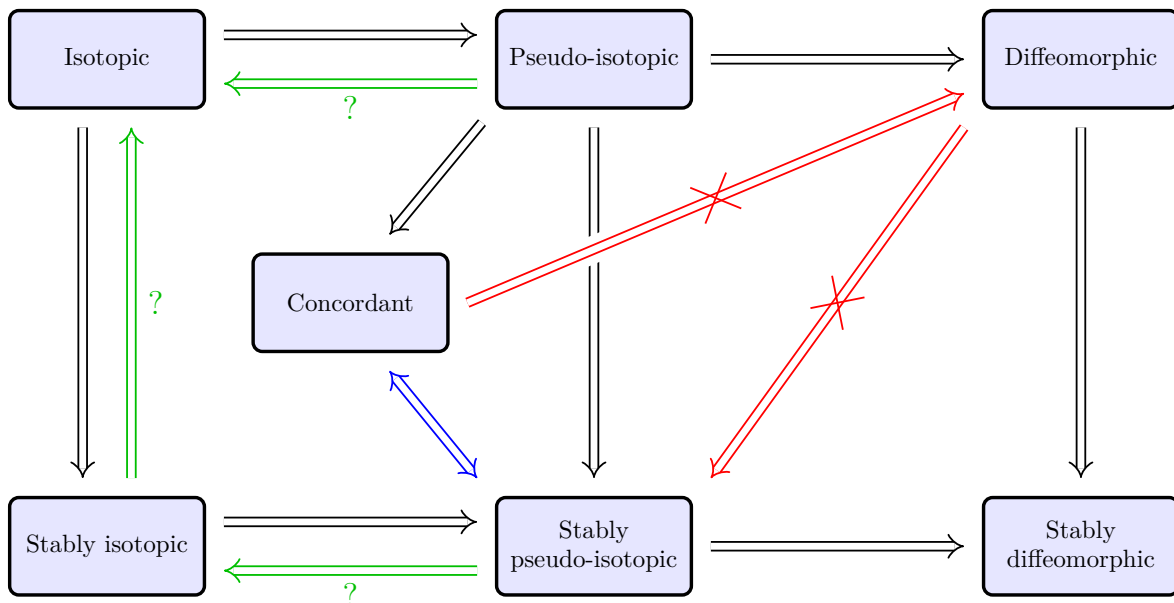 Isotopic
Pseudo-isotopic
Diffeomorphic
?
Concordant
?
Stably isotopic
Stably
pseudo-isotopic
Stably
diffeomorphic
?